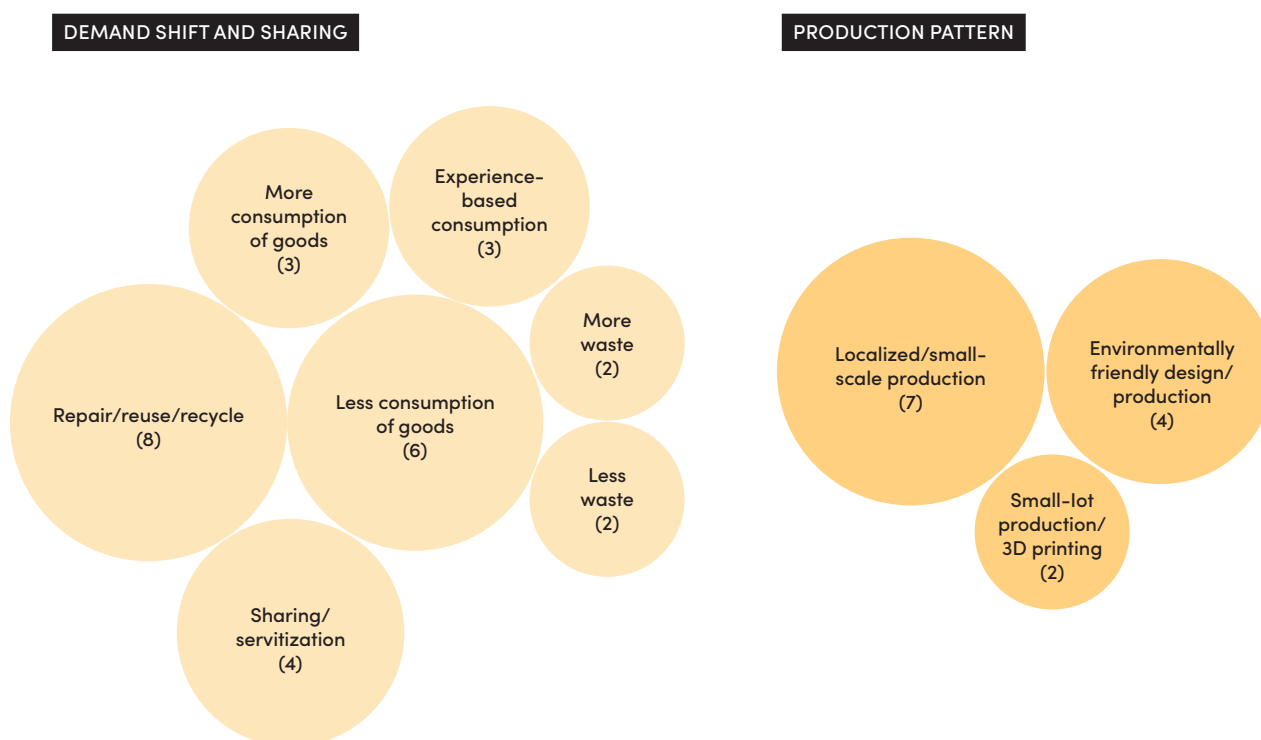 DEMAND SHIFT AND SHARING
PRODUCTION PATTERN
More
consumption
of goods
(3)
Experience-
based
consumption
(3)
More
waste
(2)
Repair/reuse/recycle
(8)
Less consumption
of goods
(6)
Less
waste
(2)
Sharing/
servitization
(4)
Localized/small-
scale production
(7)
Environmentally
friendly design/
production
(4)
Small-lot
production/
3D printing
(2)